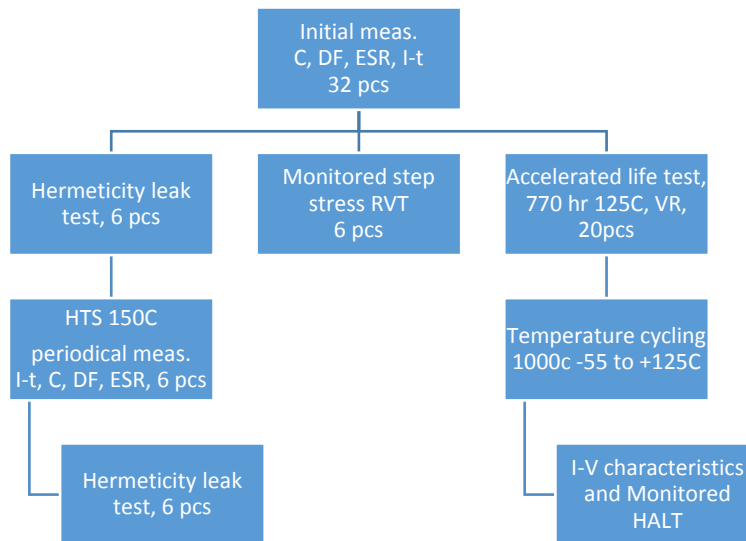 Initial meas.
C, DF, ESR, I-t
32 pcs
Hermeticity leak
test, 6 pcs
Monitored step
stress RVT
6 pcs
Accelerated life test,
770 hr 125C, VR,
20pcs
HTS 150C
periodical meas.
I-t, C, DF, ESR, 6 pcs
Temperature cycling
1000c -55 to +125C
Hermeticity leak
test, 6 pcs
I-V characteristics
and Monitored
HALT